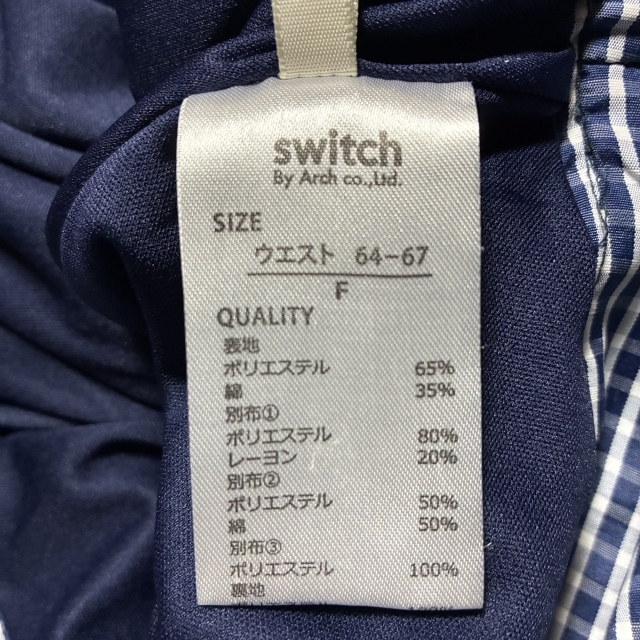 switch
By Arch co.,Ltd.
SIZE
ウエスト 64-67
F
QUALITY
表地
ポリエステル 65%
綿 35%
別布①
ポリエステル 80%
レーヨン 20%
別布②
ポリエステル 50%
綿 50%
別布③
ポリエステル 100%
裏地